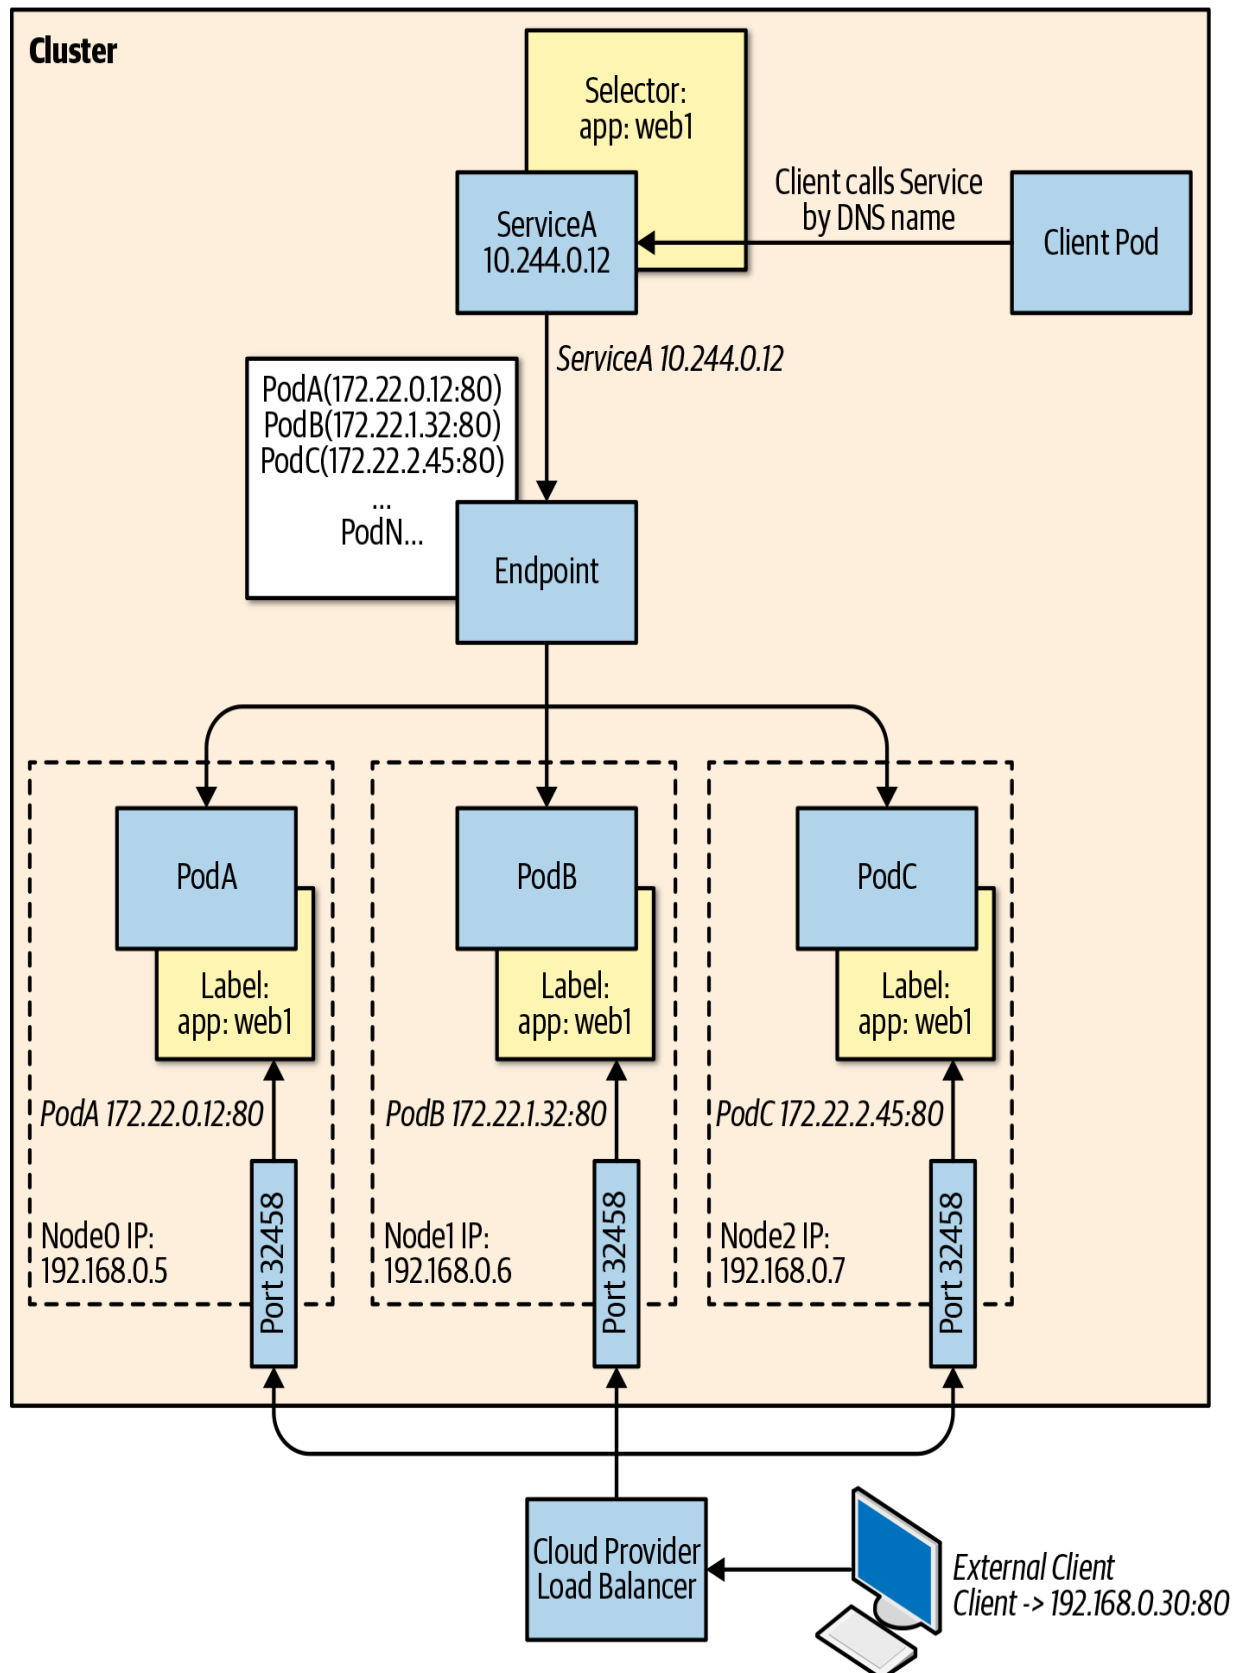 Cluster
Selector:
app: web1
Client calls Service
by DNS name
ServiceA
10.244.0.12
Client Pod
ServiceA 10.244.0.12
PodA(172.22.0.12:80)
PodB(172.22.1.32:80)
PodC(172.22.2.45:80)
...
PodN...
Endpoint
PodA
PodB
PodC
Label:
app: web1
Label:
app: web1
Label:
app: web1
PodA 172.22.0.12:80
PodB 172.22.1.32:80
PodC 172.22.2.45:80
Node0 IP:
192.168.0.5
Port 32458
Node1 IP:
192.168.0.6
Port 32458
Node2 IP:
192.168.0.7
Port 32458
Cloud Provider
Load Balancer
External Client
Client -> 192.168.0.30:80